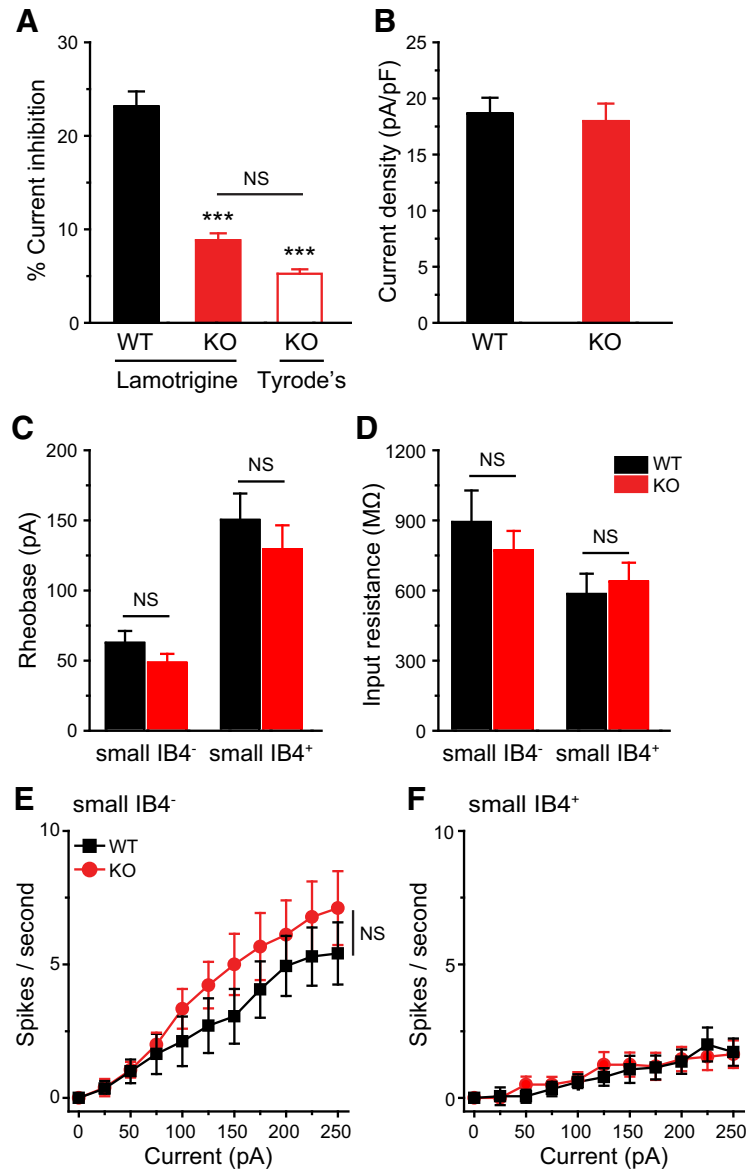 A
% Current inhibition
30
20
10
0
NS
***
***
WT
KO
KO
Lamotrigine
Tyrode's
B
Current density (pA/pF)
25
20
15
10
5
0
WT
KO
C
Rheobase (pA)
200
150
100
50
0
NS
NS
small IB4-
small IB4+
D
Input resistance (MΩ)
1200
900
600
300
0
NS
NS
WT
KO
small IB4-
small IB4+
E
small IB4-
WT
KO
Spikes / second
10
5
0
NS
0
50
100
150
200
250
Current (pA)
F
small IB4+
Spikes / second
10
5
0
0
50
100
150
200
250
Current (pA)